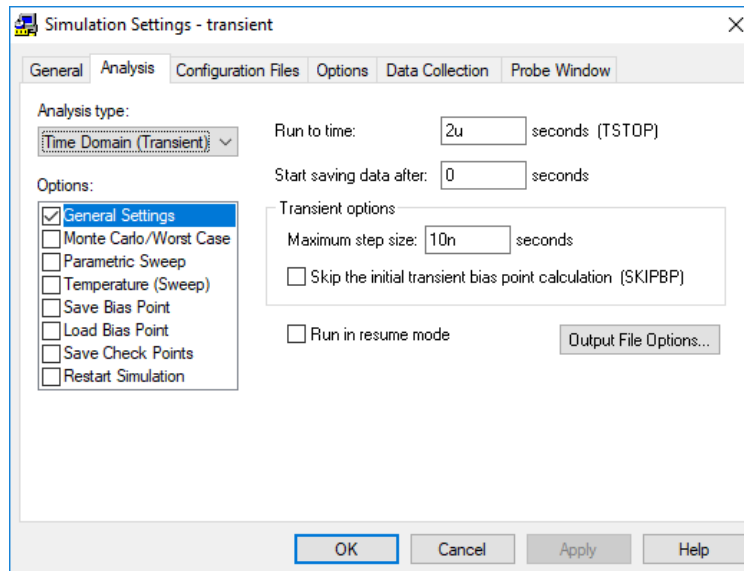 Simulation Settings - transient
General Analysis Configuration Files Options Data Collection Probe Window
Analysis type:
Time Domain (Transient)
Options:
General Settings
Monte Carlo/Worst Case
Parametric Sweep
Temperature (Sweep)
Save Bias Point
Load Bias Point
Save Check Points
Restart Simulation
Run to time: 2u seconds (TSTOP)
Start saving data after: 0 seconds
Transient options
Maximum step size: 10n seconds
Skip the initial transient bias point calculation (SKIPBP)
Run in resume mode
Output File Options...
OK Cancel Apply Help